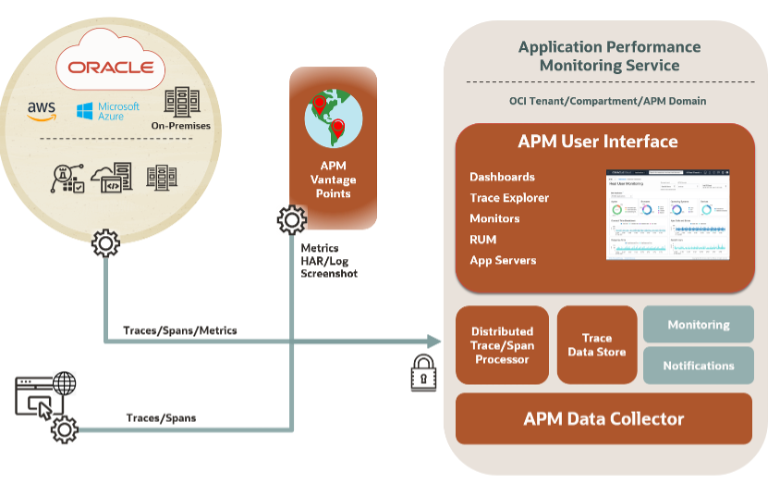 ORACLE
aws
Microsoft
Azure
On-Premises
APM
Vantage
Points
Metrics
HAR/Log
Screenshot
Traces/Spans/Metrics
Traces/Spans
Application Performance
Monitoring Service
OCI Tenant/Compartment/APM Domain
APM User Interface
Dashboards
Trace Explorer
Monitors
RUM
App Servers
Distributed
Trace/Span
Processor
Trace
Data Store
Monitoring
Notifications
APM Data Collector